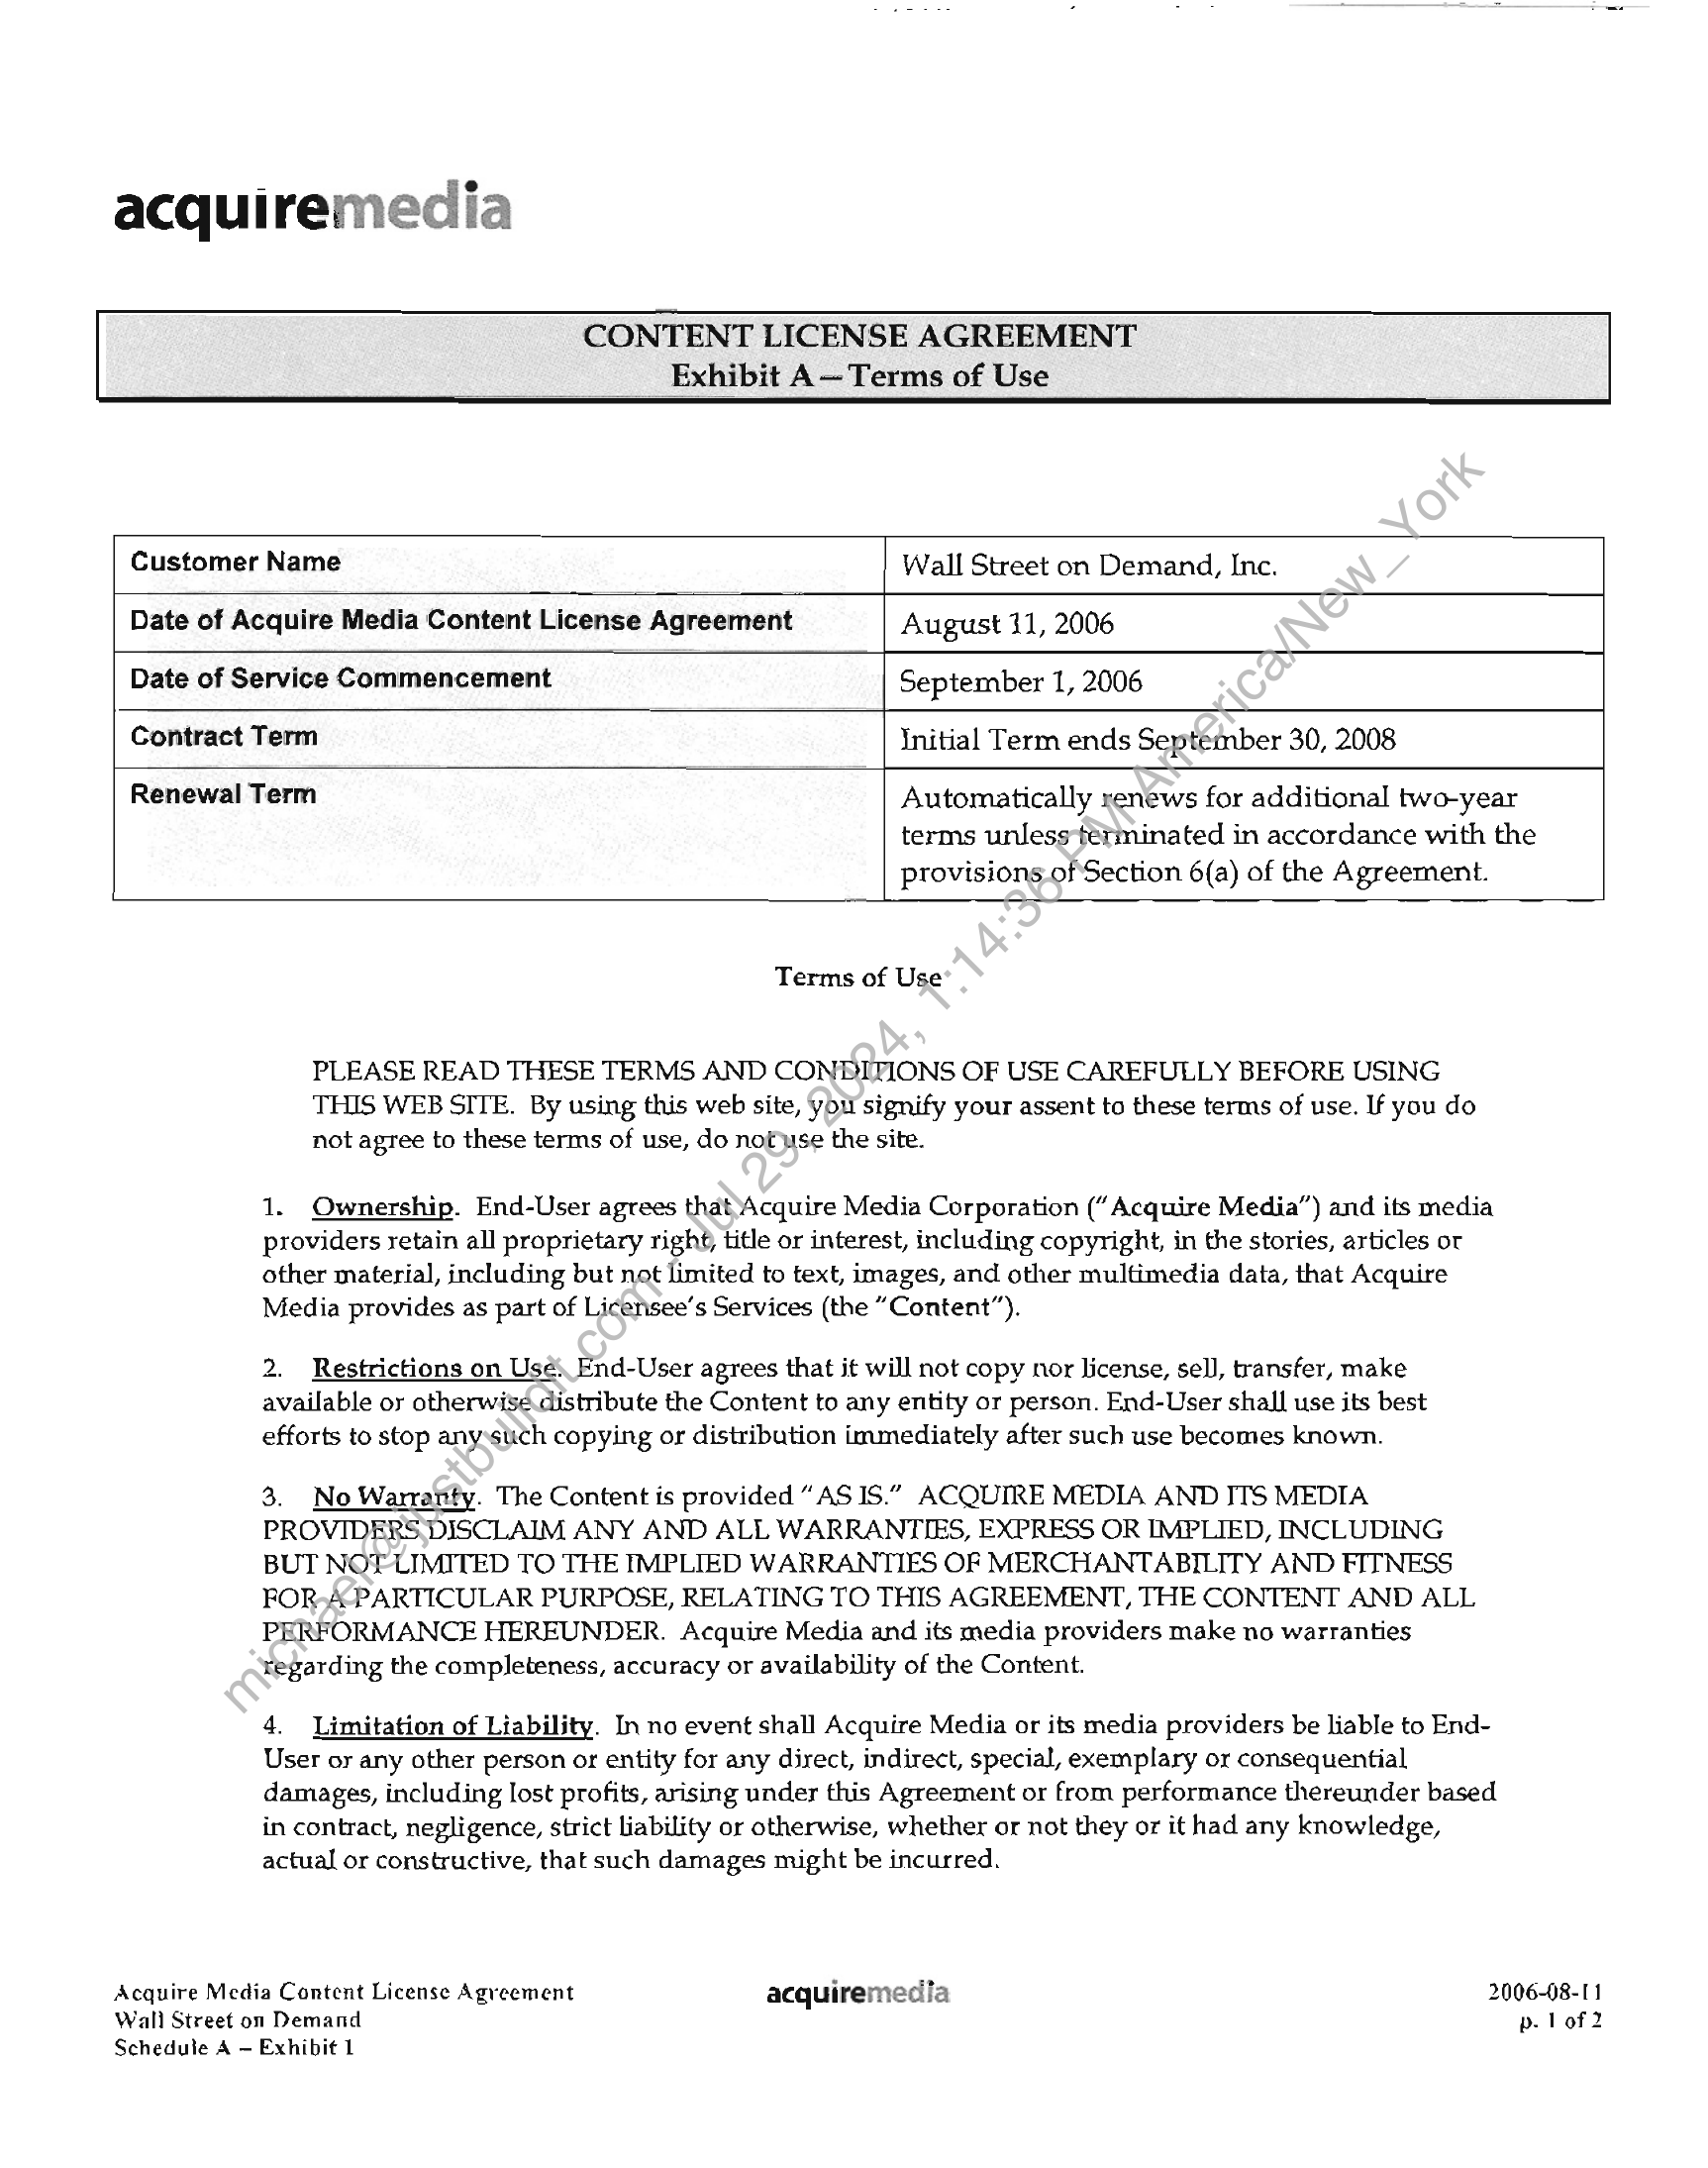 acquiremedia
CONTENT LICENSE AGREEMENT
Exhibit A — Terms of Use
Customer Name
Wall Street on Demand, Inc.
Date of Acquire Media Content License Agreement
August 11, 2006
Date of Service Commencement
September 1, 2006
Contract Term
Initial Term ends September 30, 2008
Renewal Term
Automatically renews for additional two-year
terms unless terminated in accordance with the
provisions of Section 6(a) of the Agreement.
Terms of Use
PLEASE READ THESE TERMS AND CONDITIONS OF USE CAREFULLY BEFORE USING
THIS WEB SITE. By using this web site, you signify your assent to these terms of use. If you do
not agree to these terms of use, do not use the site.
1. Ownership. End-User agrees that Acquire Media Corporation ("Acquire Media") and its media
providers retain all proprietary right, title or interest, including copyright, in the stories, articles or
other material, including but not limited to text, images, and other multimedia data, that Acquire
Media provides as part of Licensee's Services (the "Content").
2. Restrictions on Use. End-User agrees that it will not copy nor license, sell, transfer, make
available or otherwise distribute the Content to any entity or person. End-User shall use its best
efforts to stop any such copying or distribution immediately after such use becomes known.
3. No Warranty. The Content is provided "AS IS." ACQUIRE MEDIA AND ITS MEDIA
PROVIDERS DISCLAIM ANY AND ALL WARRANTIES, EXPRESS OR IMPLIED, INCLUDING
BUT NOT LIMITED TO THE IMPLIED WARRANTIES OF MERCHANTABILITY AND FITNESS
FOR A PARTICULAR PURPOSE, RELATING TO THIS AGREEMENT, THE CONTENT AND ALL
PERFORMANCE HEREUNDER. Acquire Media and its media providers make no warranties
regarding the completeness, accuracy or availability of the Content.
4. Limitation of Liability. In no event shall Acquire Media or its media providers be liable to End-
User or any other person or entity for any direct, indirect, special, exemplary or consequential
damages, including lost profits, arising under this Agreement or from performance thereunder based
in contract, negligence, strict liability or otherwise, whether or not they or it had any knowledge,
actual or constructive, that such damages might be incurred.
michael@justbuildit.com - Jul 29, 2024, 1:14:36 PM America/New_York
Acquire Media Content License Agreement
Wall Street on Demand
Schedule A – Exhibit 1
acquiremedia
2006-08-11
p. 1 of 2